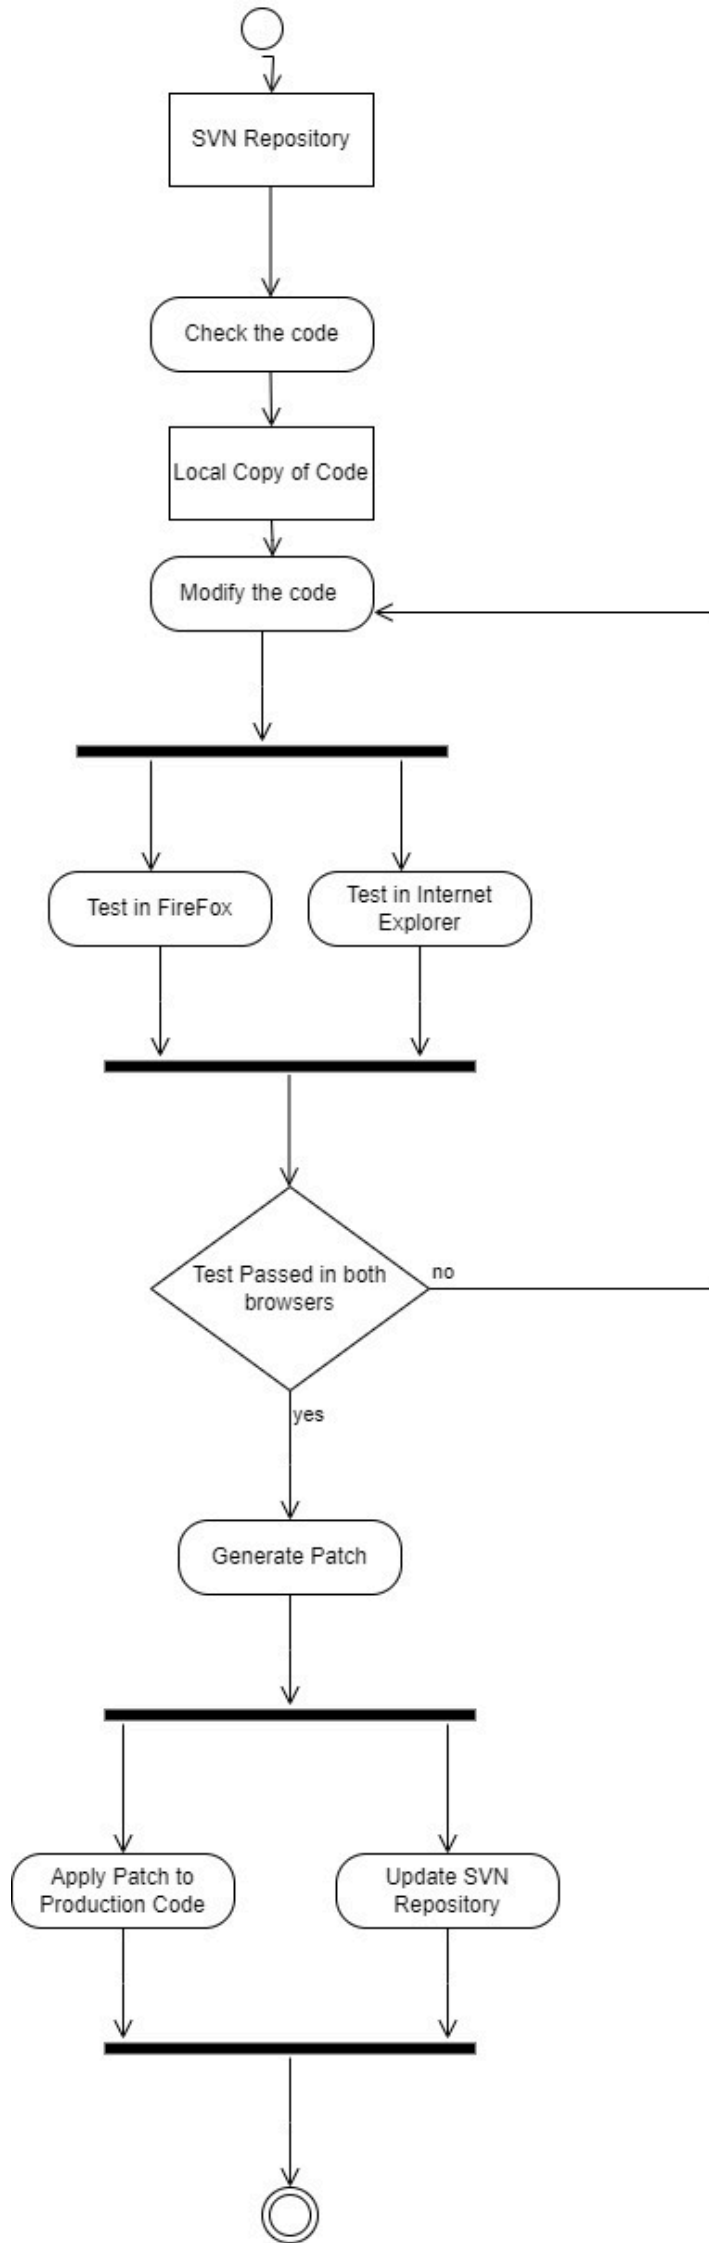 SVN Repository
Check the code
Local Copy of Code
Modify the code
Test in FireFox
Test in Internet
Explorer
Test Passed in both
browsers
no
yes
Generate Patch
Apply Patch to
Production Code
Update SVN
Repository